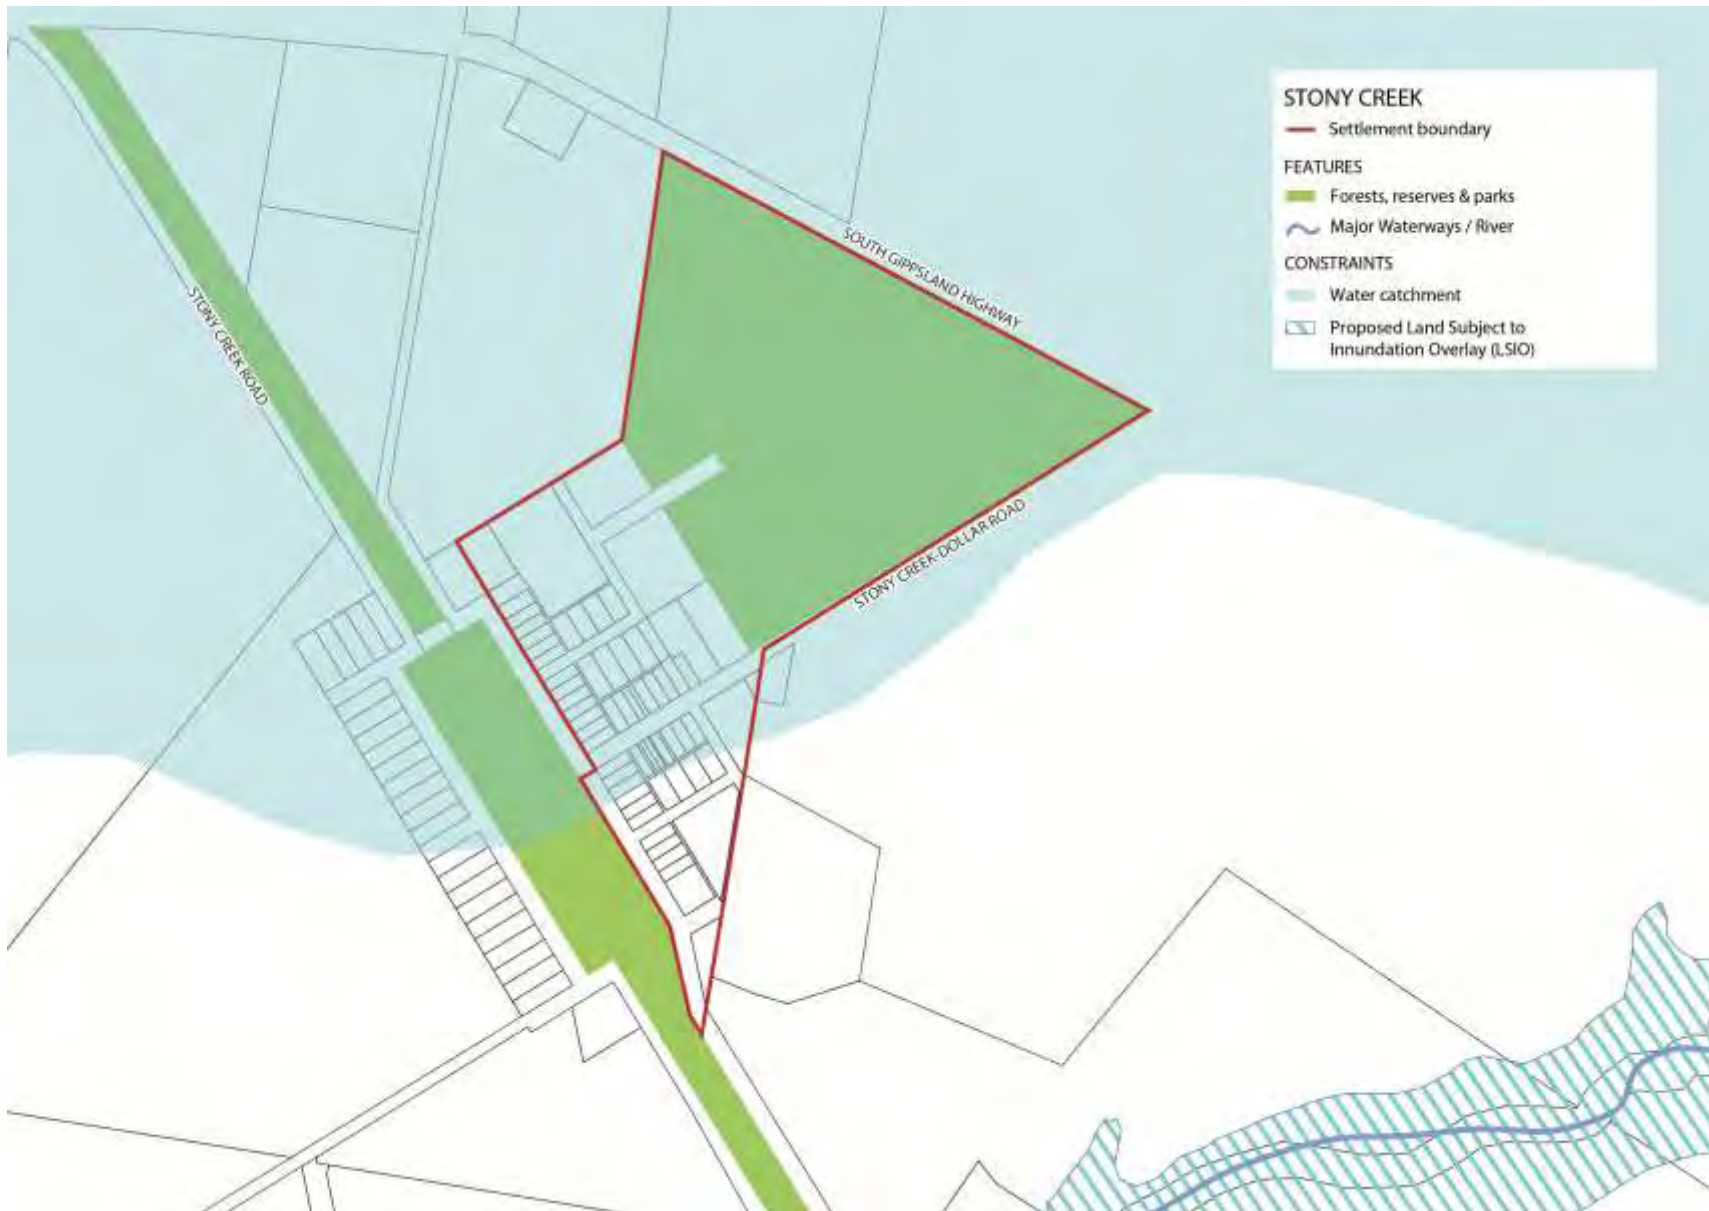 STONY CREEK
Settlement boundary
FEATURES
Forests, reserves & parks
Major Waterways / River
CONSTRAINTS
Water catchment
Proposed Land Subject to
Innundation Overlay (LSIO)
SOUTH GIPPSLAND HIGHWAY
STONY CREEK ROAD
STONY CREEK-DOLLAR ROAD